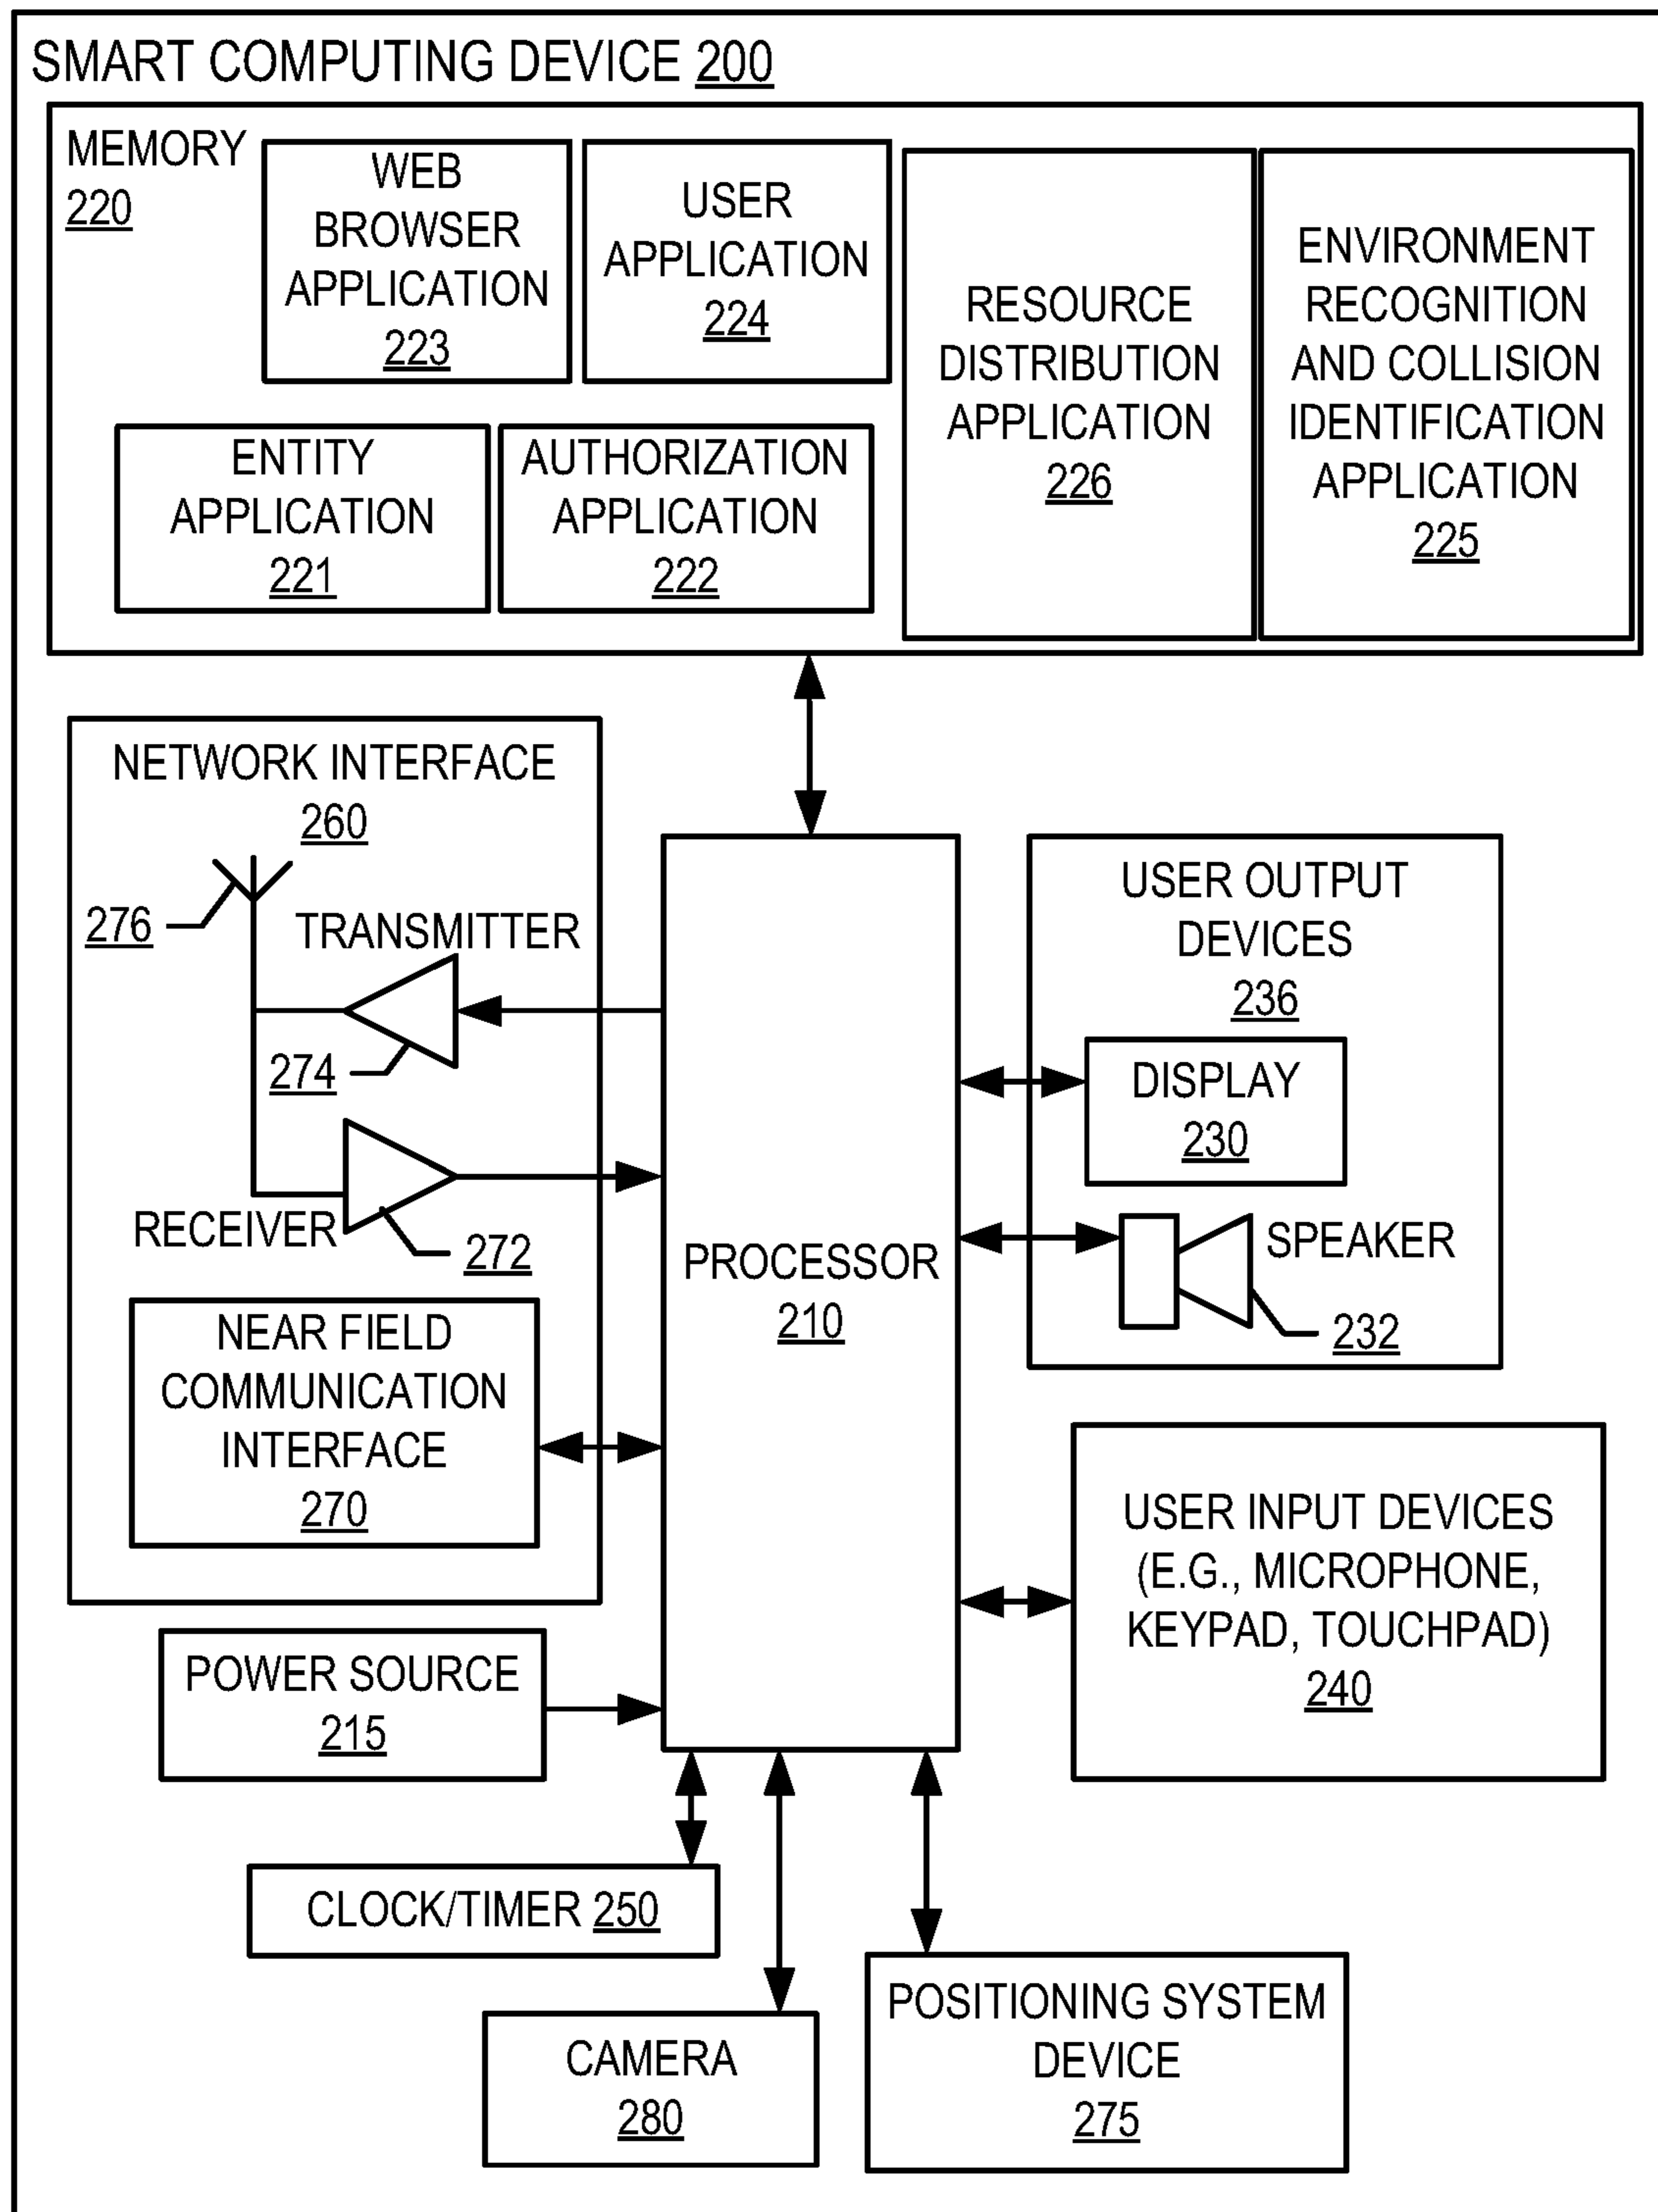 SMART COMPUTING DEVICE 200
MEMORY
220
WEB
BROWSER
APPLICATION
223
USER
APPLICATION
224
RESOURCE
DISTRIBUTION
APPLICATION
226
ENVIRONMENT
RECOGNITION
AND COLLISION
IDENTIFICATION
APPLICATION
225
ENTITY
APPLICATION
221
AUTHORIZATION
APPLICATION
222
NETWORK INTERFACE
260
276
TRANSMITTER
274
RECEIVER
272
NEAR FIELD
COMMUNICATION
INTERFACE
270
PROCESSOR
210
USER OUTPUT
DEVICES
236
DISPLAY
230
SPEAKER
232
USER INPUT DEVICES
(E.G., MICROPHONE,
KEYPAD, TOUCHPAD)
240
POWER SOURCE
215
CLOCK/TIMER 250
CAMERA
280
POSITIONING SYSTEM
DEVICE
275